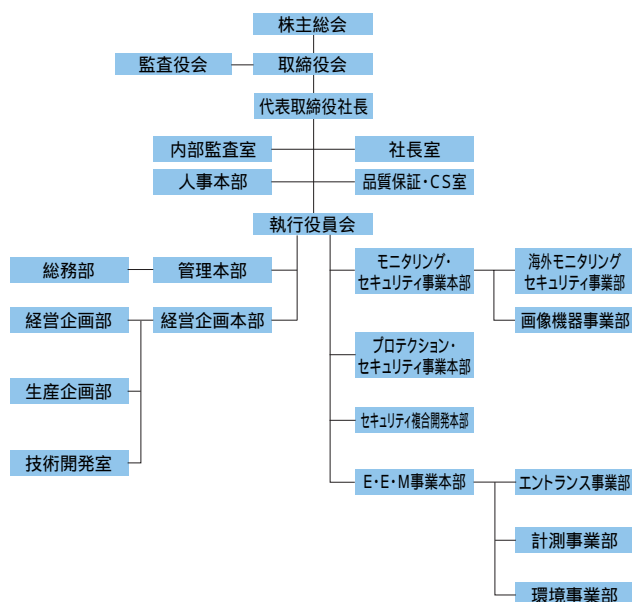 株主総会
監査役会
取締役会
代表取締役社長
内部監査室
社長室
人事本部
品質保証・CS室
執行役員会
総務部
管理本部
モニタリング・
セキュリティ事業本部
海外モニタリング
セキュリティ事業部
経営企画部
経営企画本部
画像機器事業部
プロテクション・
セキュリティ事業本部
生産企画部
セキュリティ複合開発本部
技術開発室
E・E・M事業本部
エントランス事業部
計測事業部
環境事業部